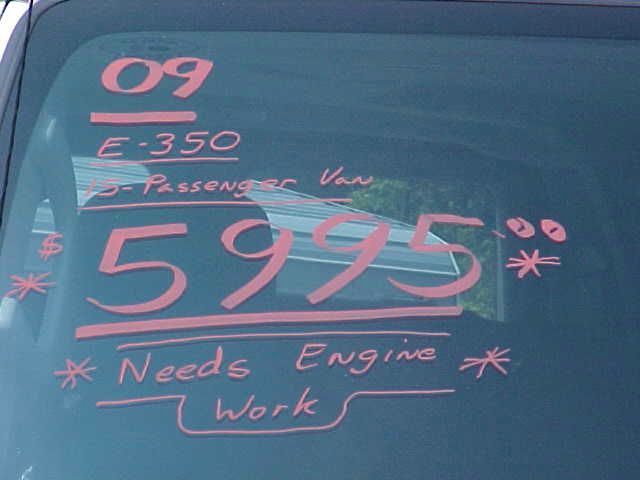 09
E-350
15-Passenger Van
$5995.00
* *
* Needs Engine *
Work